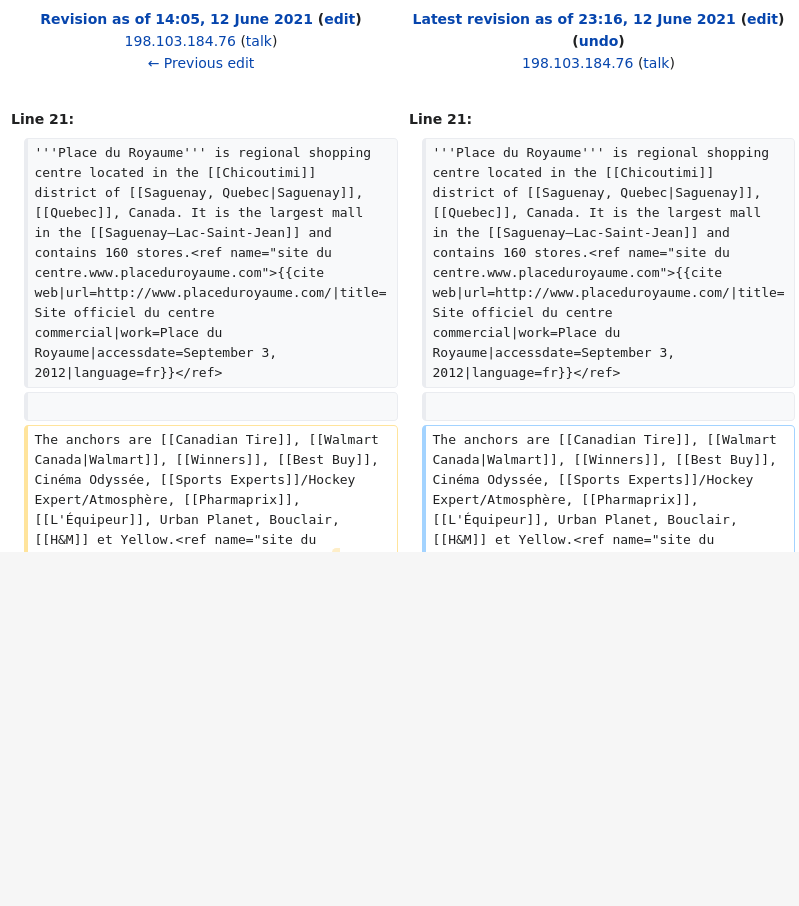 Revision as of 14:05, 12 June 2021 (edit)
198.103.184.76 (talk)
← Previous edit
Line 21:
'''Place du Royaume''' is regional shopping
centre located in the [[Chicoutimi]]
district of [[Saguenay, Quebec|Saguenay]],
[[Quebec]], Canada. It is the largest mall
in the [[Saguenay–Lac-Saint-Jean]] and
contains 160 stores.<ref name="site du
centre.www.placeduroyaume.com">{{cite
web|url=http://www.placeduroyaume.com/|title=
Site officiel du centre
commercial|work=Place du
Royaume|accessdate=September 3,
2012|language=fr}}</ref>
The anchors are [[Canadian Tire]], [[Walmart
Canada|Walmart]], [[Winners]], [[Best Buy]],
Cinéma Odyssée, [[Sports Experts]]/Hockey
Expert/Atmosphère, [[Pharmaprix]],
[[L'Équipeur]], Urban Planet, Bouclair,
[[H&M]] et Yellow.<ref name="site du
Latest revision as of 23:16, 12 June 2021 (edit)
(undo)
198.103.184.76 (talk)
Line 21:
'''Place du Royaume''' is regional shopping
centre located in the [[Chicoutimi]]
district of [[Saguenay, Quebec|Saguenay]],
[[Quebec]], Canada. It is the largest mall
in the [[Saguenay–Lac-Saint-Jean]] and
contains 160 stores.<ref name="site du
centre.www.placeduroyaume.com">{{cite
web|url=http://www.placeduroyaume.com/|title=
Site officiel du centre
commercial|work=Place du
Royaume|accessdate=September 3,
2012|language=fr}}</ref>
The anchors are [[Canadian Tire]], [[Walmart
Canada|Walmart]], [[Winners]], [[Best Buy]],
Cinéma Odyssée, [[Sports Experts]]/Hockey
Expert/Atmosphère, [[Pharmaprix]],
[[L'Équipeur]], Urban Planet, Bouclair,
[[H&M]] et Yellow.<ref name="site du